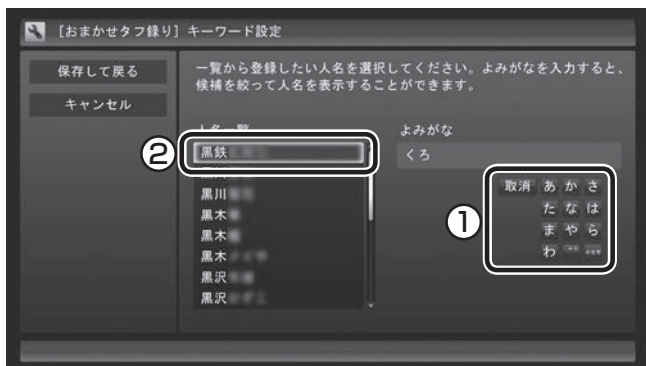 [おまかせタフ録り] キーワード設定
保存して戻る
キャンセル
一覧から登録したい人名を選択してください。よみがなを入力すると、
候補を絞って人名を表示することができます。
人名一覧
よみがな
くろ
②
黒鉄
黒川
黒木
黒木
黒木
黒沢
黒沢
①
取消 あ か さ
た な は
ま や ら
わ